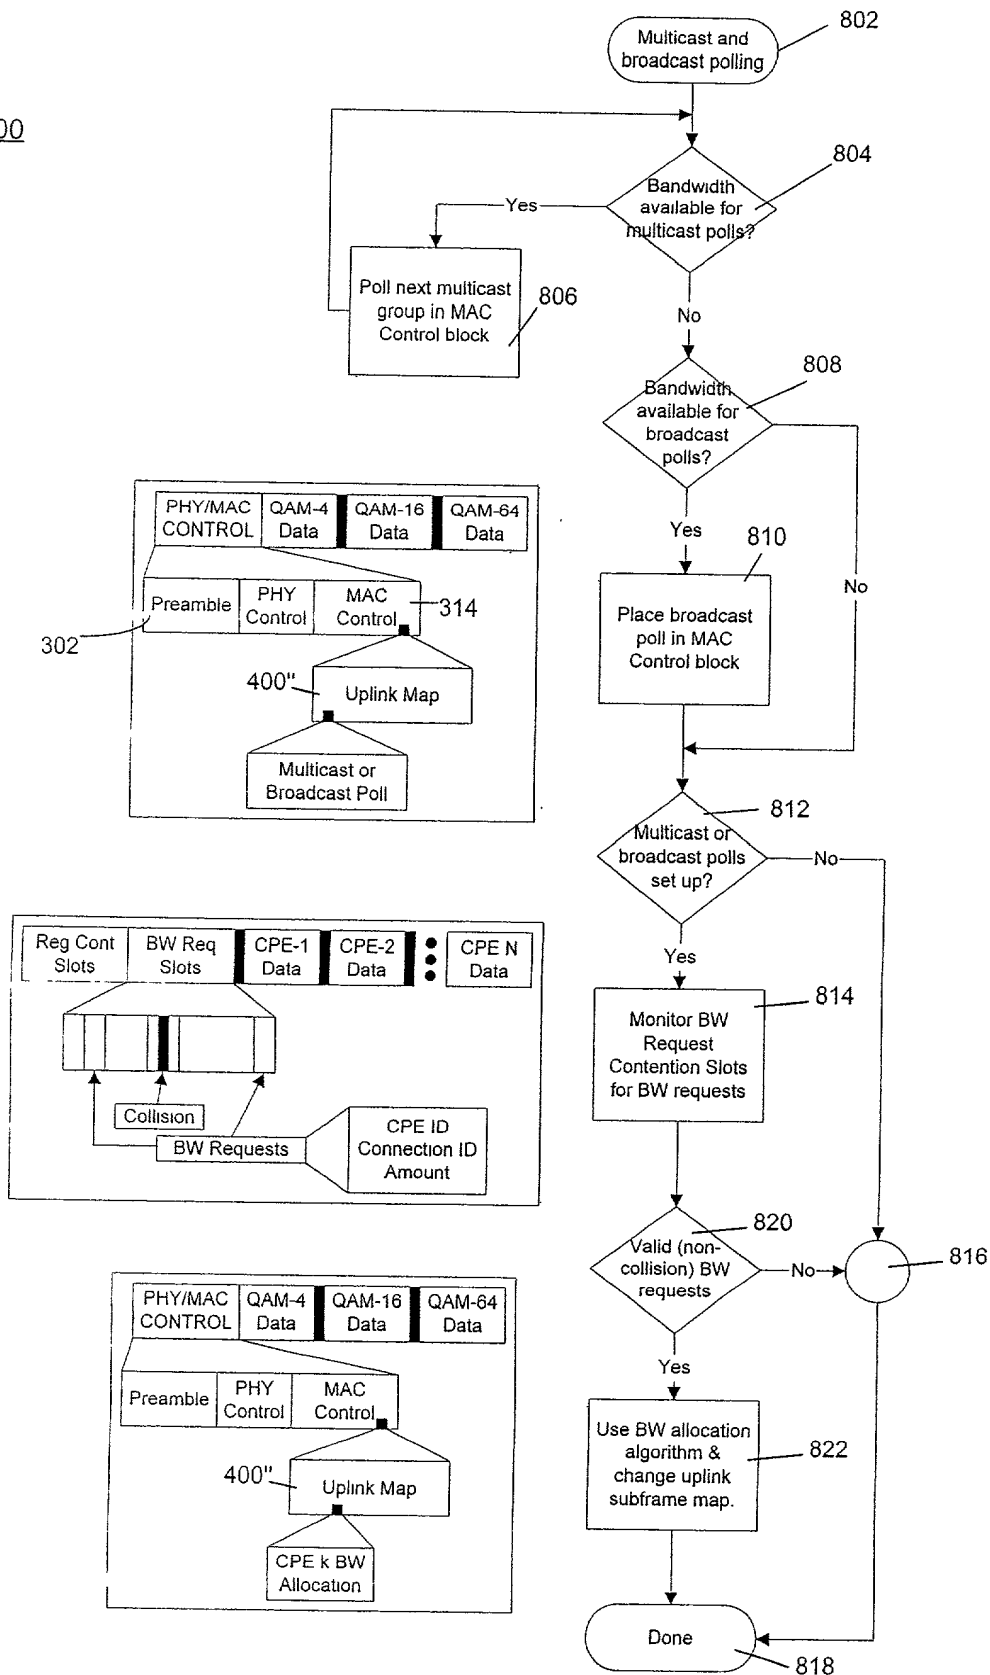 802
Multicast and
broadcast polling
00
804
Bandwidth
available for
multicast polls?
Yes
Poll next multicast
group in MAC
Control block
806
No
808
Bandwidth
available for
broadcast
polls?
Yes
No
810
Place broadcast
poll in MAC
Control block
PHY/MAC
CONTROL
QAM-4
Data
QAM-16
Data
QAM-64
Data
Preamble
PHY
Control
MAC
Control
314
302
400"
Uplink Map
Multicast or
Broadcast Poll
812
Multicast or
broadcast polls
set up?
No
Yes
Reg Cont
Slots
BW Req
Slots
CPE-1
Data
CPE-2
Data
CPE N
Data
Collision
BW Requests
CPE ID
Connection ID
Amount
814
Monitor BW
Request
Contention Slots
for BW requests
820
Valid (non-
collision) BW
requests
No
816
Yes
PHY/MAC
CONTROL
QAM-4
Data
QAM-16
Data
QAM-64
Data
Preamble
PHY
Control
MAC
Control
400"
Uplink Map
CPE k BW
Allocation
Use BW allocation
algorithm &
change uplink
subframe map.
822
Done
818